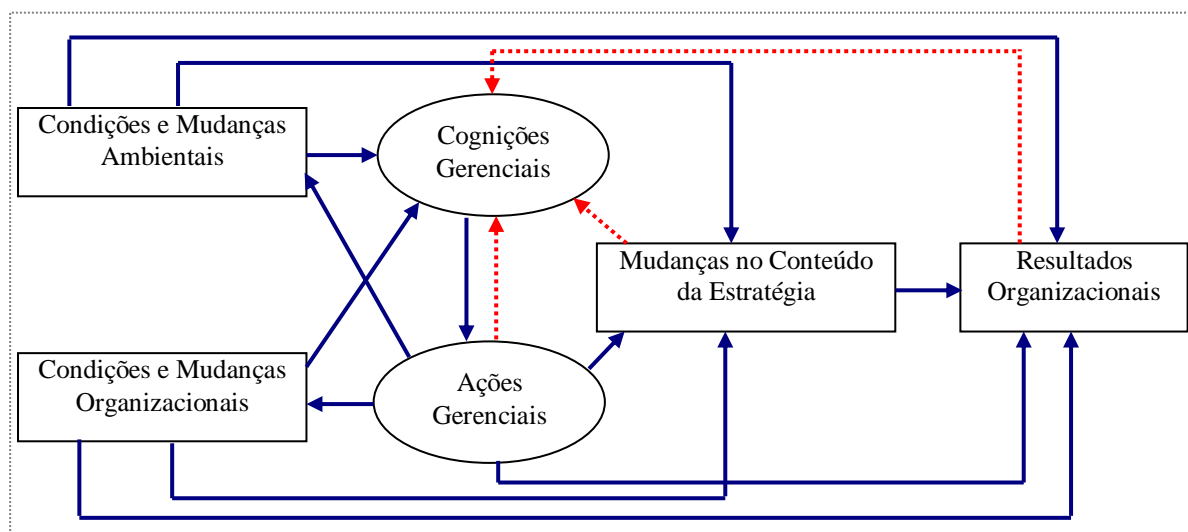 Condições e Mudanças
Ambientais
Cognições
Gerenciais
Mudanças no Conteúdo
da Estratégia
Resultados
Organizacionais
Condições e Mudanças
Organizacionais
Ações
Gerenciais